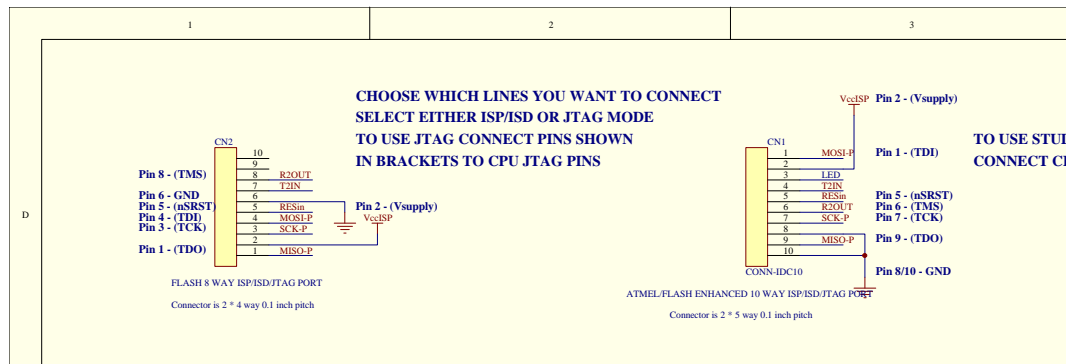 1
2
3
D
CHOOSE WHICH LINES YOU WANT TO CONNECT
SELECT EITHER ISP/ISD OR JTAG MODE
TO USE JTAG CONNECT PINS SHOWN
IN BRACKETS TO CPU JTAG PINS
CN2
10
9
Pin 8 - (TMS) 8 R2OUT
7 T2IN
Pin 6 - GND 6
Pin 5 - (nSRST) 5 RESin
Pin 4 - (TDI) 4 MOSI-P
Pin 3 - (TCK) 3 SCK-P
2
Pin 1 - (TDO) 1 MISO-P
Pin 2 - (Vsupply)
VccISP
FLASH 8 WAY ISP/ISD/JTAG PORT
Connector is 2 * 4 way 0.1 inch pitch
VccISP Pin 2 - (Vsupply)
CN1
1 MOSI-P Pin 1 - (TDI)
2
3 LED
4 T2IN
5 RESin Pin 5 - (nSRST)
6 R2OUT Pin 6 - (TMS)
7 SCK-P Pin 7 - (TCK)
8
9 MISO-P Pin 9 - (TDO)
10
Pin 8/10 - GND
CONN-IDC10
ATMEL/FLASH ENHANCED 10 WAY ISP/ISD/JTAG PORT
Connector is 2 * 5 way 0.1 inch pitch
TO USE
CONNECT